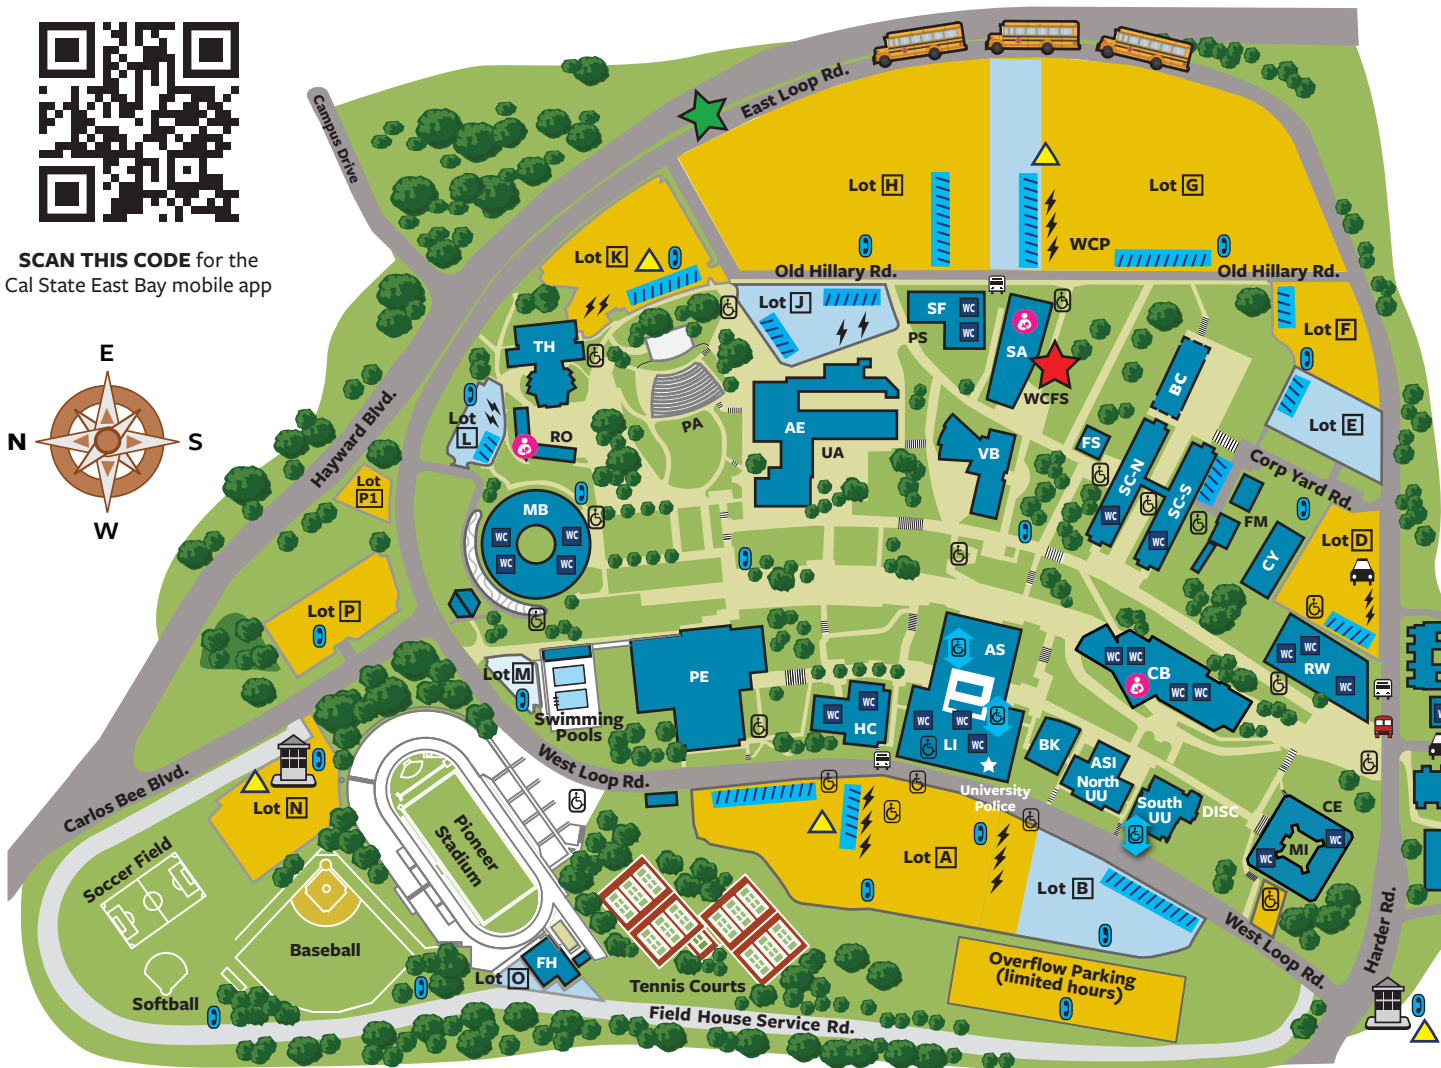 SCAN THIS CODE for the
Cal State East Bay mobile app
E
N
S
W
Campus Drive
East Loop Rd.
Lot H
Lot G
WCP
Old Hillary Rd.
Old Hillary Rd.
Lot K
Lot J
Lot F
Lot E
SF
WC
WC
PS
SA
WCFS
TH
Lot
L
RO
PA
AE
UA
VB
FS
BC
SC-N
WC
SC-S
WC
Corp Yard Rd.
FM
CY
Lot D
Hayward Blvd.
Lot
P1
MB
WC
WC
WC
WC
Lot P
Lot M
Swimming
Pools
PE
HC
WC
WC
AS
LI
WC
WC
WC
University
Police
BK
ASI
North
UU
South
UU
DISC
CB
WC
WC
WC
WC
RW
WC
WC
WC
CE
MI
WC
WC
West Loop Rd.
Carlos Bee Blvd.
Lot N
Soccer Field
Softball
Baseball
Pioneer
Stadium
Lot O
FH
Tennis Courts
Lot A
Lot B
Overflow Parking
(limited hours)
West Loop Rd.
Harder Rd.
Field House Service Rd.